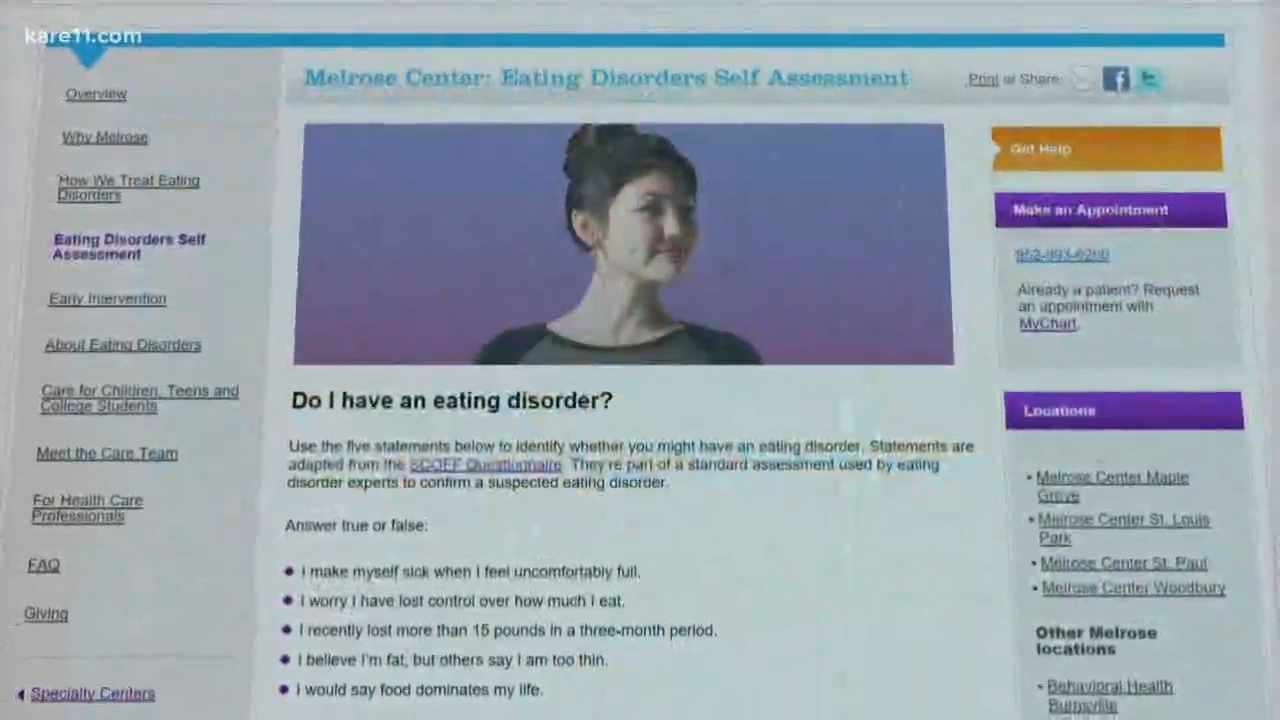 kare11.com
Overview
Why Melrose
How We Treat Eating
Disorders
Eating Disorders Self
Assessment
Early Intervention
About Eating Disorders
Care for Children, Teens and
College Students
Meet the Care Team
For Health Care
Professionals
FAQ
Giving
Specialty Centers
Melrose Center: Eating Disorders Self Assessment
Print or Share:
Do I have an eating disorder?
Use the five statements below to identify whether you might have an eating disorder. Statements are
adapted from the SCOFF Questionnaire. They're part of a standard assessment used by eating
disorder experts to confirm a suspected eating disorder.
Answer true or false:
I make myself sick when I feel uncomfortably full.
I worry I have lost control over how much I eat.
I recently lost more than 15 pounds in a three-month period.
I believe I'm fat, but others say I am too thin.
I would say food dominates my life.
Get Help
Make an Appointment
952-993-6200
Already a patient? Request
an appointment with
MyChart.
Locations
Melrose Center Maple
Grove
Melrose Center St. Louis
Park
Melrose Center St. Paul
Melrose Center Woodbury
Other Melrose
locations
Behavioral Health
Burnsville